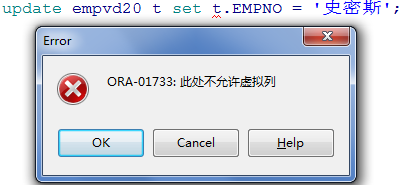 update empvd20 t set t.EMPNO = '史密斯';
Error
ORA-01733: 此处不允许虚拟列
OK Cancel Help